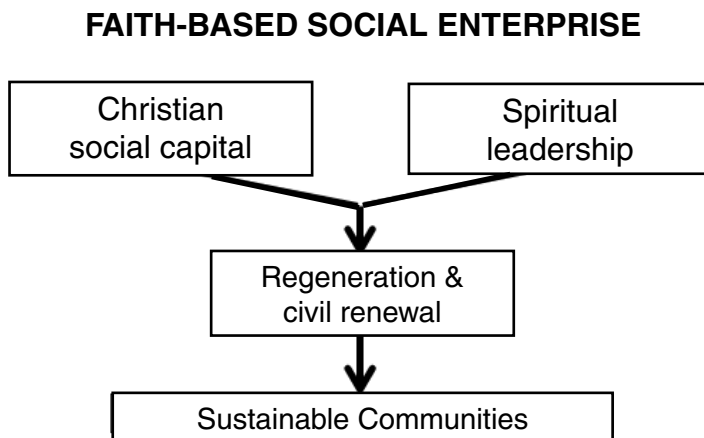 FAITH-BASED SOCIAL ENTERPRISE
Christian
social capital
Spiritual
leadership
Regeneration &
civil renewal
Sustainable Communities